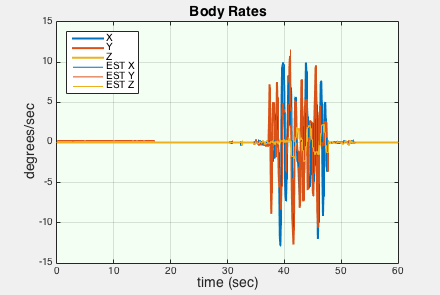 Body Rates
15
10
5
0
-5
-10
-15
degrees/sec
X
Y
Z
EST X
EST Y
EST Z
0 10 20 30 40 50 60
time (sec)